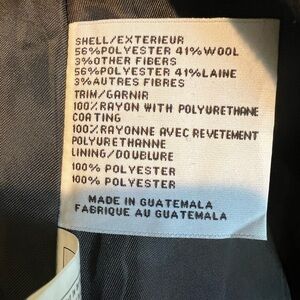 SHELL/EXTERIEUR
56%POLYESTER 41%WOOL
3%OTHER FIBERS
56%POLYESTER 41%LAINE
3%AUTRES FIBRES
TRIM/GARNIR
100%RAYON WITH POLYURETHANE
COATING
100%RAYONNE AVEC REVETEMENT
POLYURETHANNE
LINING/DOUBLURE
100% POLYESTER
100% POLYESTER
MADE IN GUATEMALA
FABRIQUE AU GUATEMALA